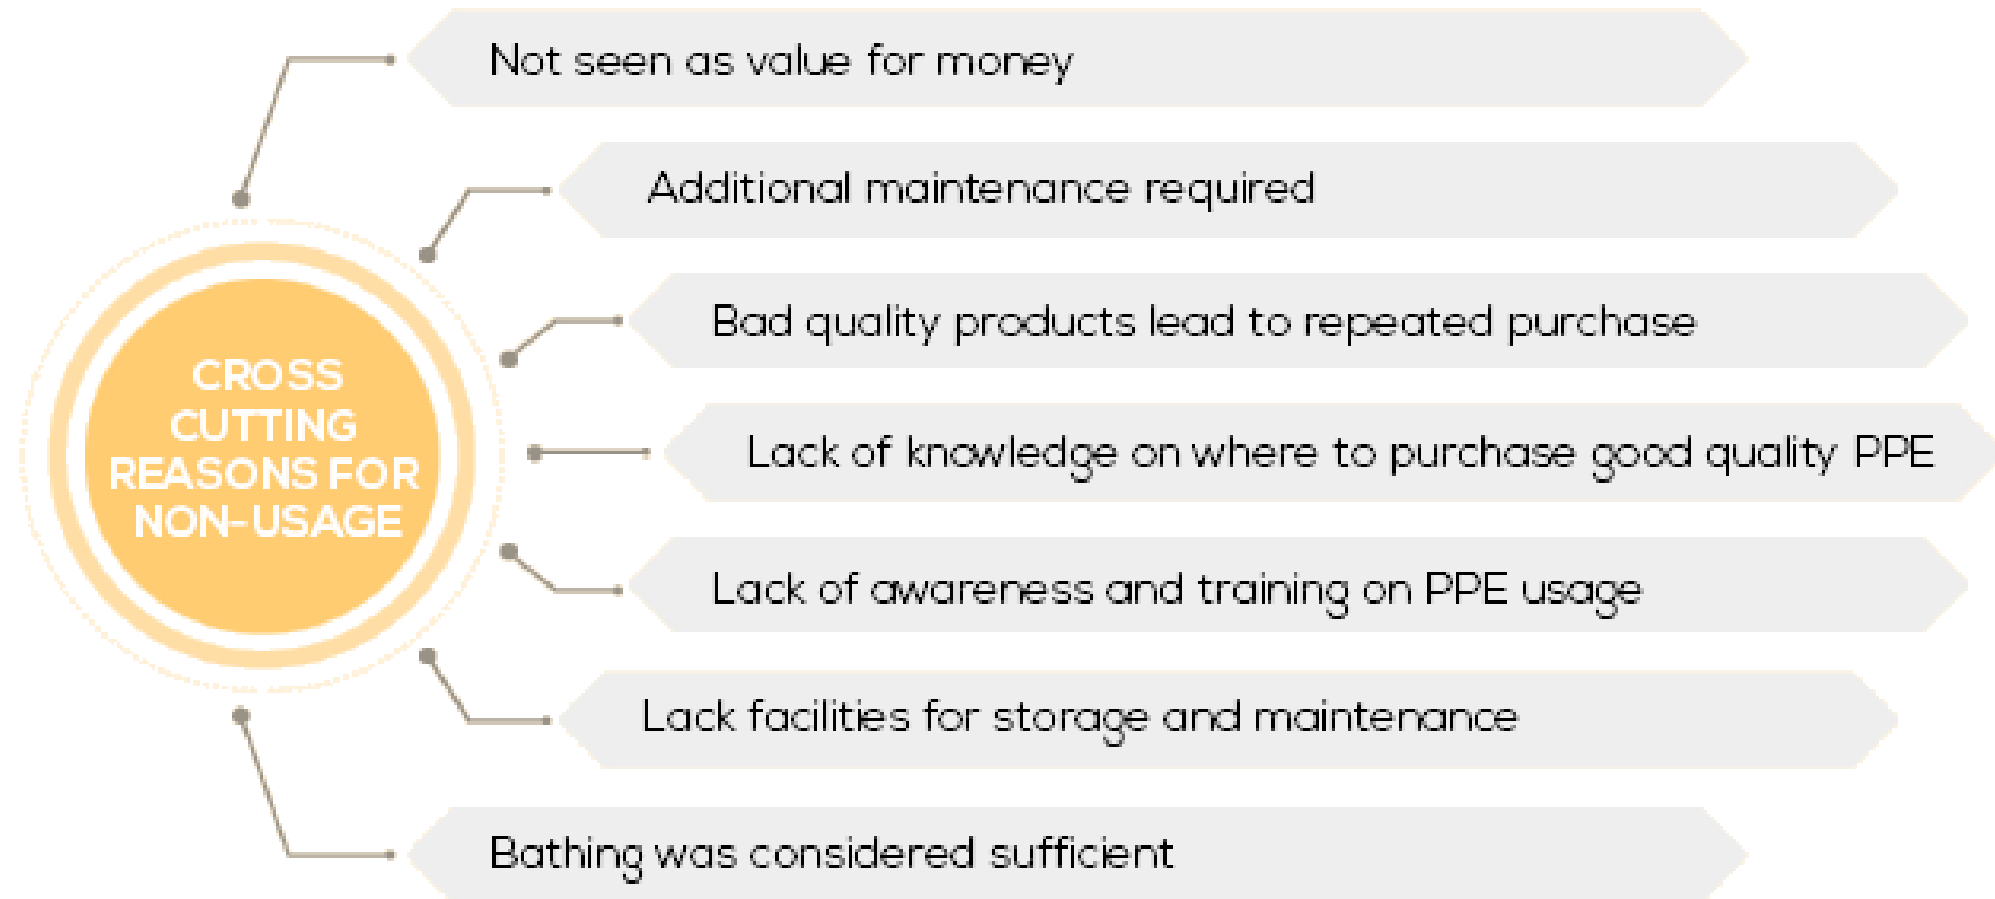 Not seen as value for money
Additional maintenance required
Bad quality products lead to repeated purchase
CROSS
CUTTING
REASONS FOR
NON-USAGE
Lack of knowledge on where to purchase good quality PPE
Lack of awareness and training on PPE usage
Lack facilities for storage and maintenance
Bathing was considered sufficient